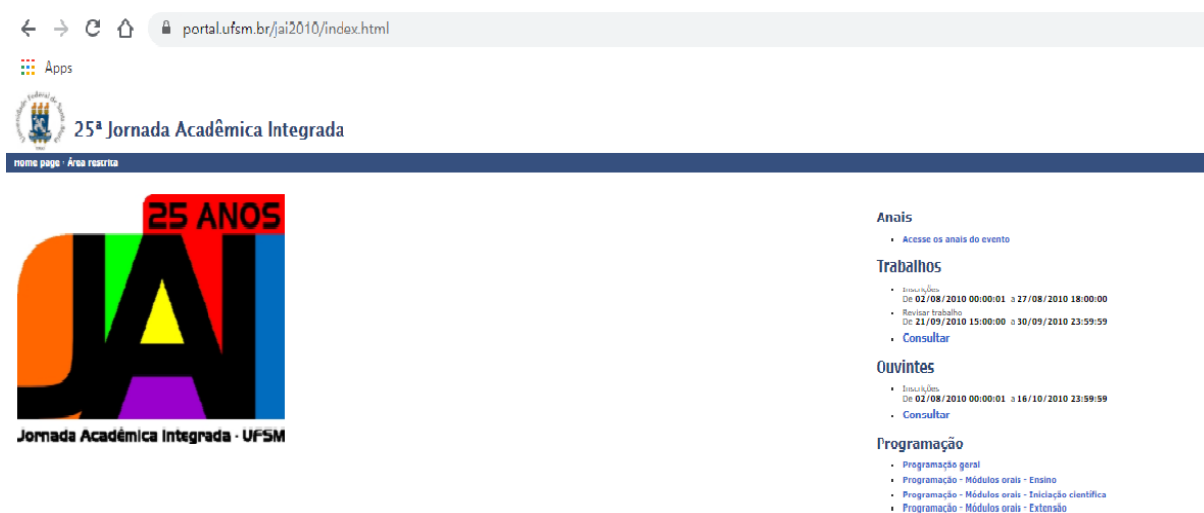 portal.ufsm.br/jai2010/index.html
Apps
25ª Jornada Acadêmica Integrada
Home page · Área restrita
25 ANOS
JAI
Jornada Acadêmica Integrada - UFSM
Anais
Acesse os anais do evento
Trabalhos
Inscrições
De 02/08/2010 00:00:01 a 27/08/2010 18:00:00
Revisar trabalho
De 21/09/2010 15:00:00 a 30/09/2010 23:59:59
Consultar
Ouvintes
Inscrições
De 02/08/2010 00:00:01 a 16/10/2010 23:59:59
Consultar
Programação
Programação geral
Programação - Módulos orais - Ensino
Programação - Módulos orais - Iniciação científica
Programação - Módulos orais - Extensão